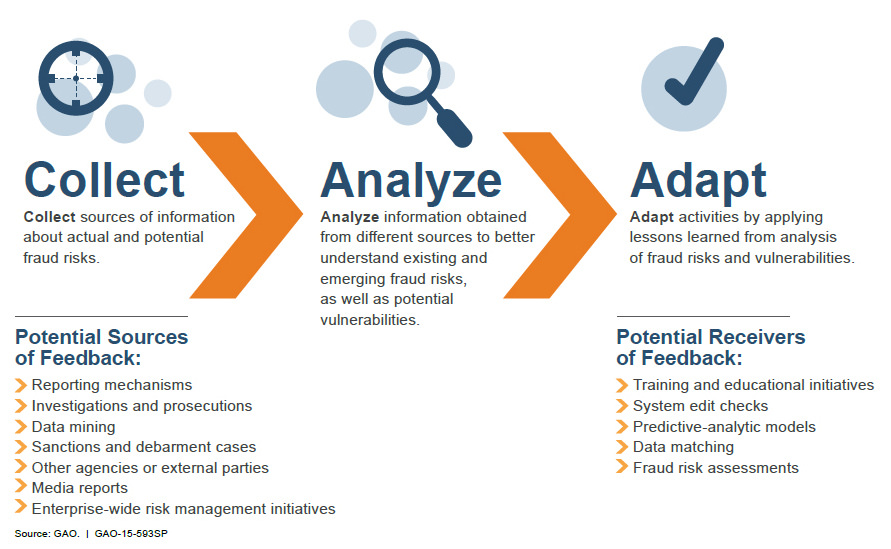 Collect
Collect sources of information
about actual and potential
fraud risks.
Analyze
Analyze information obtained
from different sources to better
understand existing and
emerging fraud risks,
as well as potential
vulnerabilities.
Adapt
Adapt activities by applying
lessons learned from analysis
of fraud risks and vulnerabilities.
Potential Sources
of Feedback:
Reporting mechanisms
Investigations and prosecutions
Data mining
Sanctions and debarment cases
Other agencies or external parties
Media reports
Enterprise-wide risk management initiatives
Potential Receivers
of Feedback:
Training and educational initiatives
System edit checks
Predictive-analytic models
Data matching
Fraud risk assessments
Source: GAO. | GAO-15-593SP